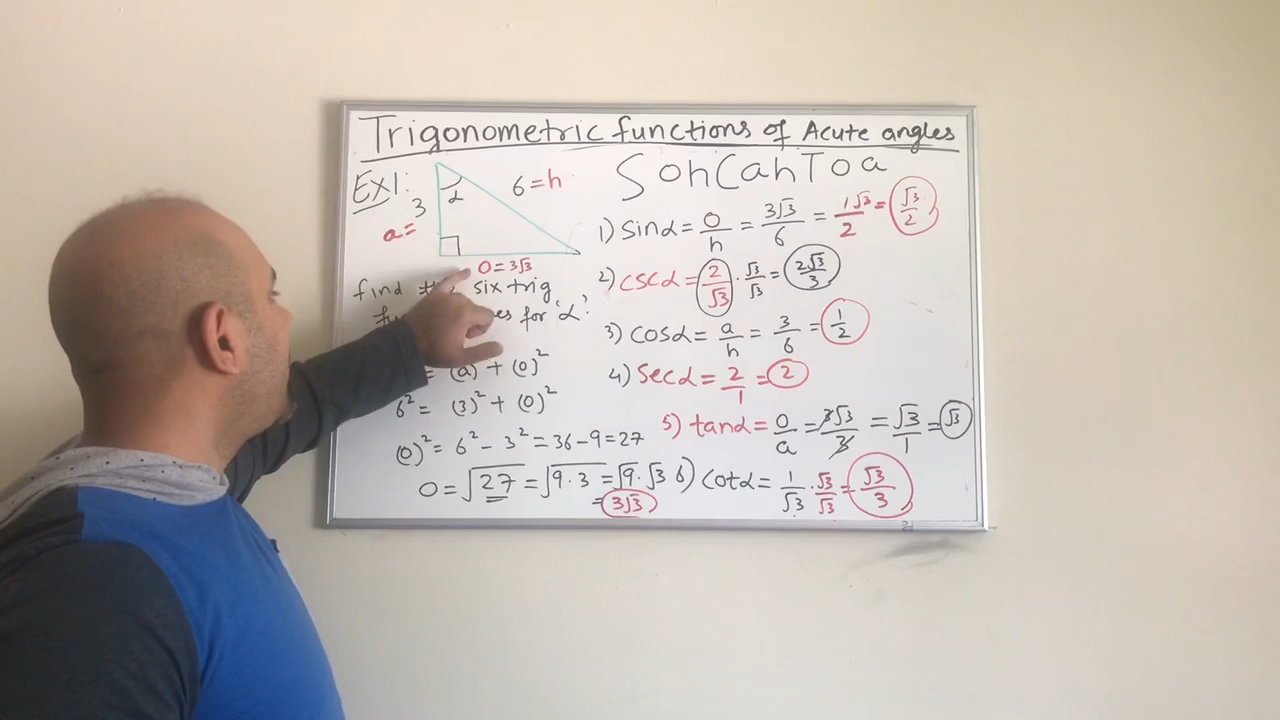 Trigonometric functions of Acute angles
SohCahToa
Ex1:
α
6 = h
3
a =
O = 3√3
find six trig
for 'α'.
= (a) + (O)²
6² = (3)² + (O)²
(O)² = 6² - 3² = 36 - 9 = 27
O = √27 = √9·3 = √9·√3
= 3√3
1) Sinα = O/h = 3√3/6 = 1√3/2 = √3/2
2) CSCα = 2/√3 · √3/√3 = 2√3/3
3) COSα = a/h = 3/6 = 1/2
4) Secα = 2/1 = 2
5) tanα = O/a = 3√3/3 = √3/1 = √3
6) Cotα = 1/√3 · √3/√3 = √3/3